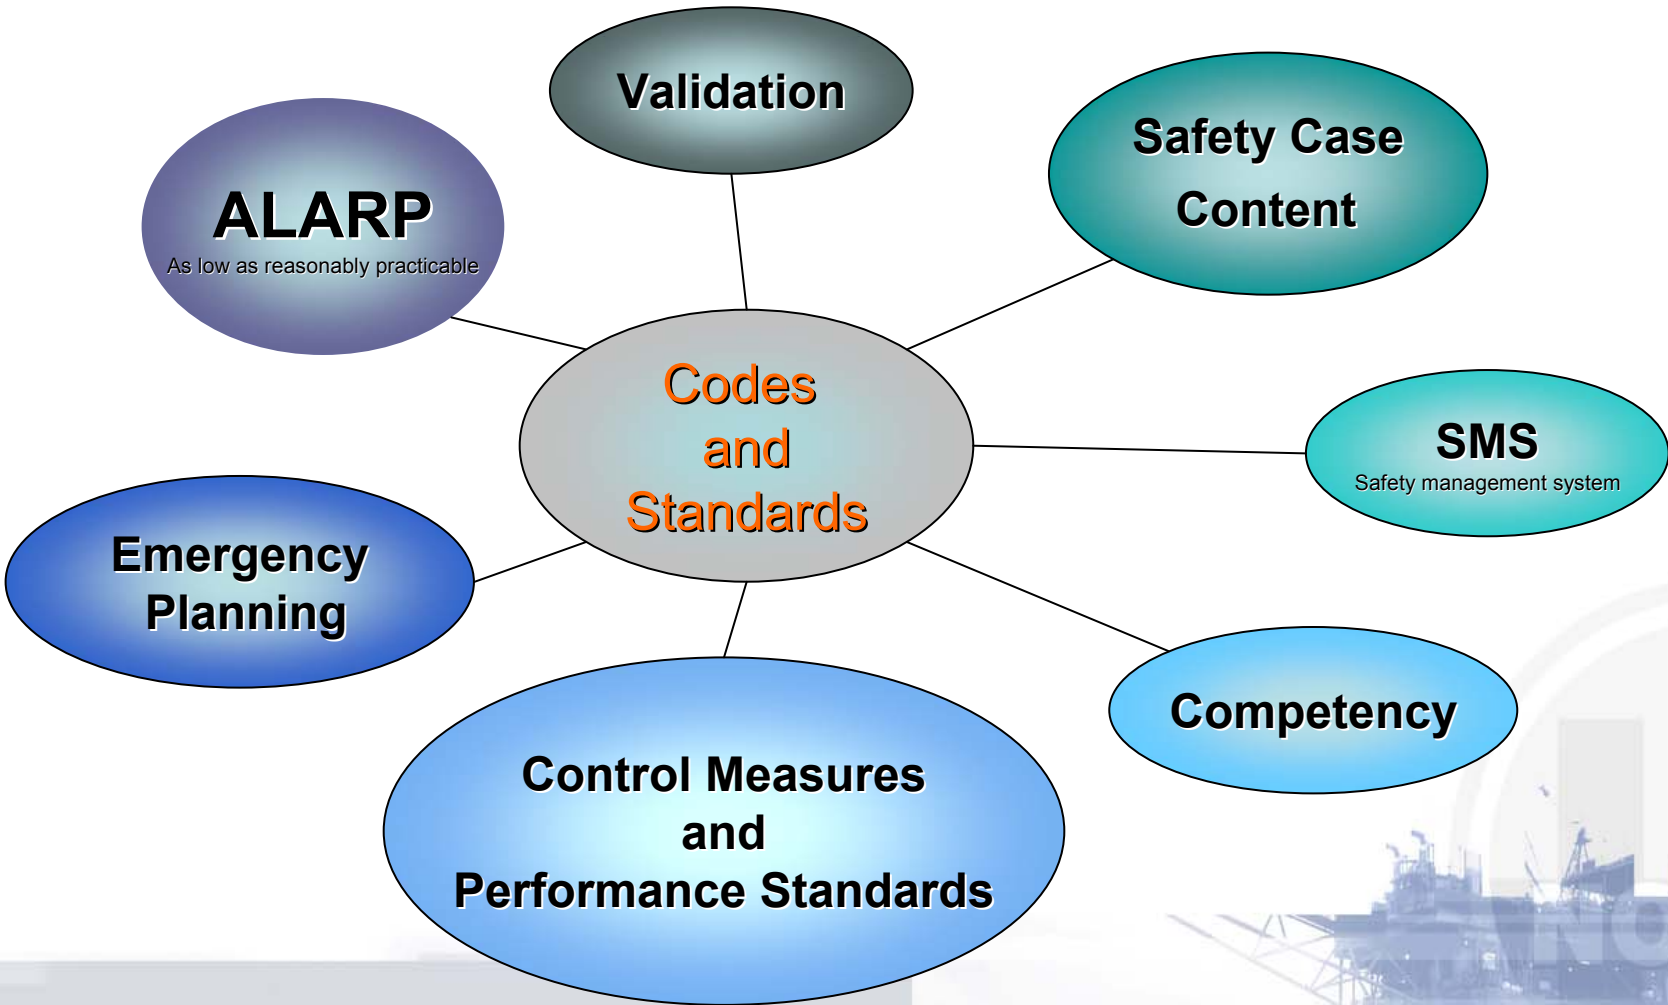 Validation
Safety Case
Content
ALARP
As low as reasonably practicable
Codes
and
Standards
SMS
Safety management system
Emergency
Planning
Competency
Control Measures
and
Performance Standards